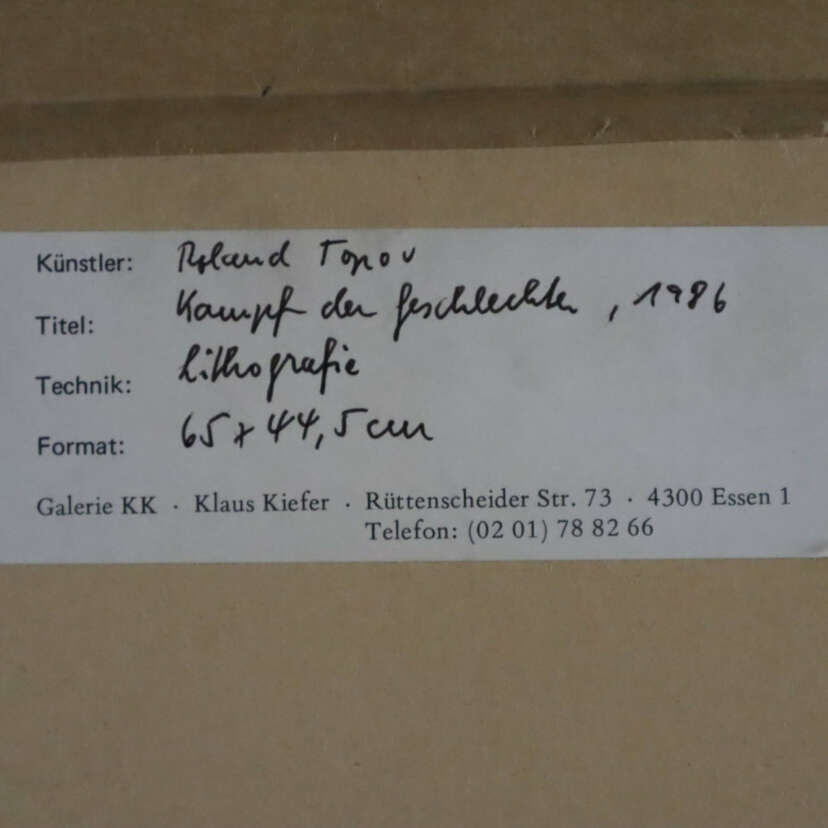 Künstler: Roland Topor
Titel: Kampf der Geschlechter, 1986
Technik: Lithografie
Format: 65 x 44,5 cm
Galerie KK · Klaus Kiefer · Rüttenscheider Str. 73 · 4300 Essen 1
Telefon: (02 01) 78 82 66